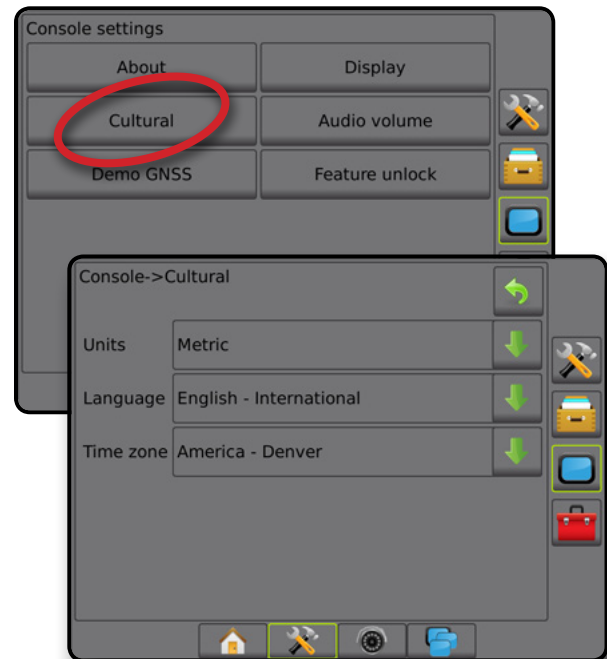 Console settings
About
Display
Cultural
Audio volume
Demo GNSS
Feature unlock
Console->Cultural
Units
Metric
Language
English - International
Time zone
America - Denver